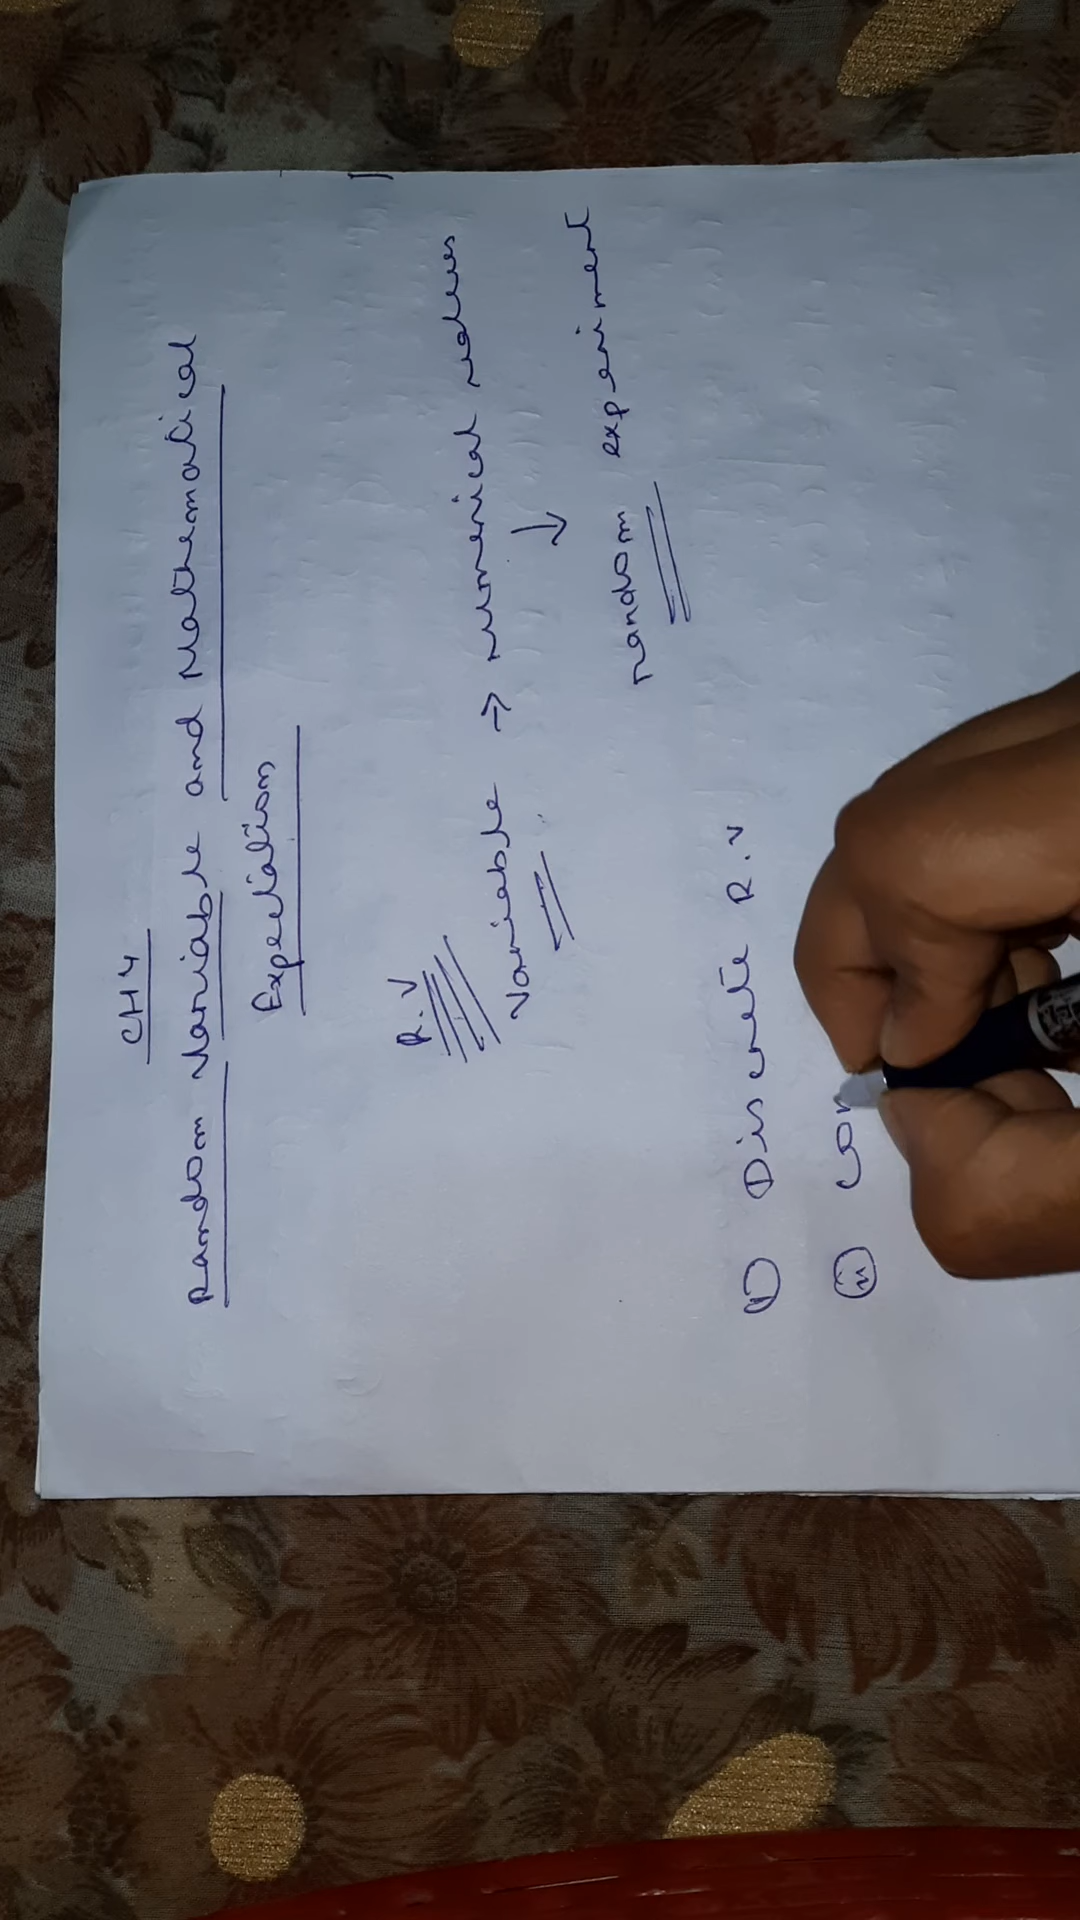 CH 4
Random Variable and Mathematical
Expectation
R.V
Variable → numerical values
↓
random experiment
(i) Discrete R.V
(ii) Con